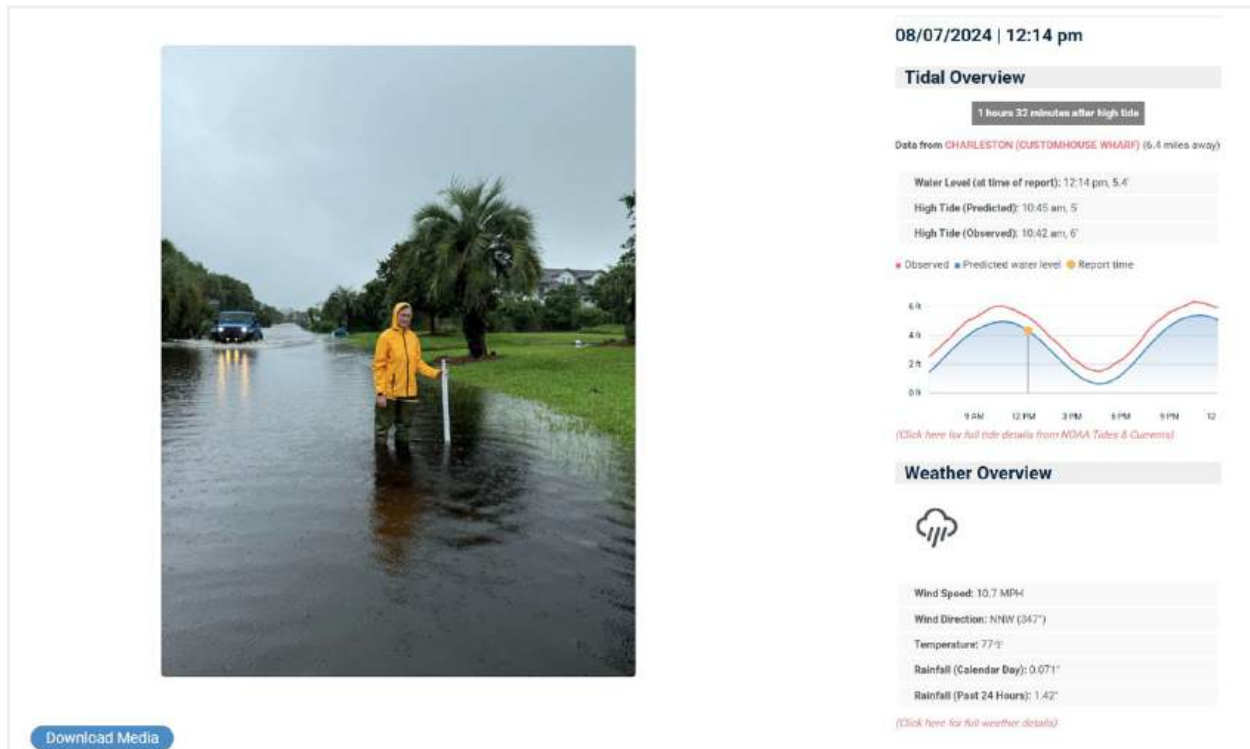 08/07/2024 | 12:14 pm
Tidal Overview
1 hours 32 minutes after high tide
Data from CHARLESTON (CUSTOMHOUSE WHARF) (6.4 miles away)
Water Level (at time of report): 12:14 pm, 5.4'
High Tide (Predicted): 10:45 am, 5'
High Tide (Observed): 10:42 am, 6'
Observed Predicted water level Report time
6 ft
4 ft
2 ft
0 ft
9 AM 12 PM 3 PM 6 PM 9 PM 12
(Click here for full tide details from NOAA Tides & Currents)
Weather Overview
Wind Speed: 10.7 MPH
Wind Direction: NNW (347°)
Temperature: 77°F
Rainfall (Calendar Day): 0.071"
Rainfall (Past 24 Hours): 1.42"
(Click here for full weather details)
Download Media